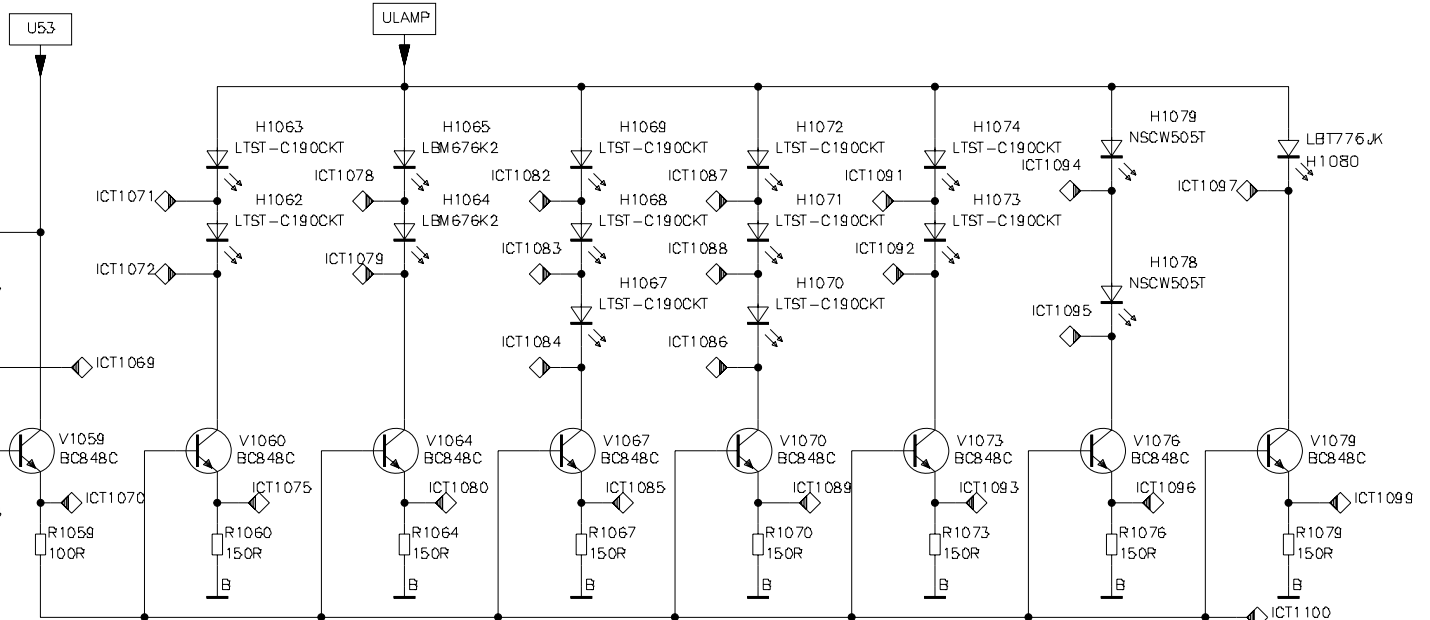 U53
ULAMP
H1063
LTST-C190CKT
ICT1071
H1062
LTST-C190CKT
ICT1072
H1065
LBM676K2
ICT1078
H1064
LBM676K2
ICT1079
H1069
LTST-C190CKT
ICT1082
H1068
LTST-C190CKT
ICT1083
H1067
LTST-C190CKT
ICT1084
H1072
LTST-C190CKT
ICT1087
H1071
LTST-C190CKT
ICT1088
H1070
LTST-C190CKT
ICT1086
H1074
LTST-C190CKT
ICT1091
H1073
LTST-C190CKT
ICT1092
H1079
NSCW505T
ICT1094
H1078
NSCW505T
ICT1095
LBT776JK
H1080
ICT1097
ICT1069
V1059
BC848C
ICT1070
R1059
100R
V1060
BC848C
ICT1075
R1060
150R
B
V1064
BC848C
ICT1080
R1064
150R
B
V1067
BC848C
ICT1085
R1067
150R
B
V1070
BC848C
ICT1089
R1070
150R
B
V1073
BC848C
ICT1093
R1073
150R
B
V1076
BC848C
ICT1096
R1076
150R
B
V1079
BC848C
ICT1099
R1079
150R
B
ICT1100